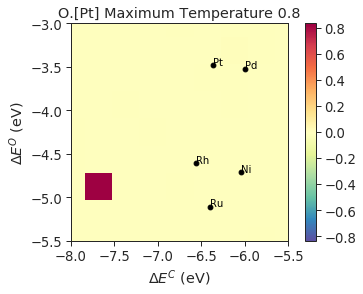 O.[Pt] Maximum Temperature 0.8
−3.0
−3.5
−4.0
−4.5
−5.0
−5.5
ΔE^O (eV)
Pt
Pd
Rh
Ni
Ru
−8.0 −7.5 −7.0 −6.5 −6.0 −5.5
ΔE^C (eV)
0.8
0.6
0.4
0.2
0.0
−0.2
−0.4
−0.6
−0.8